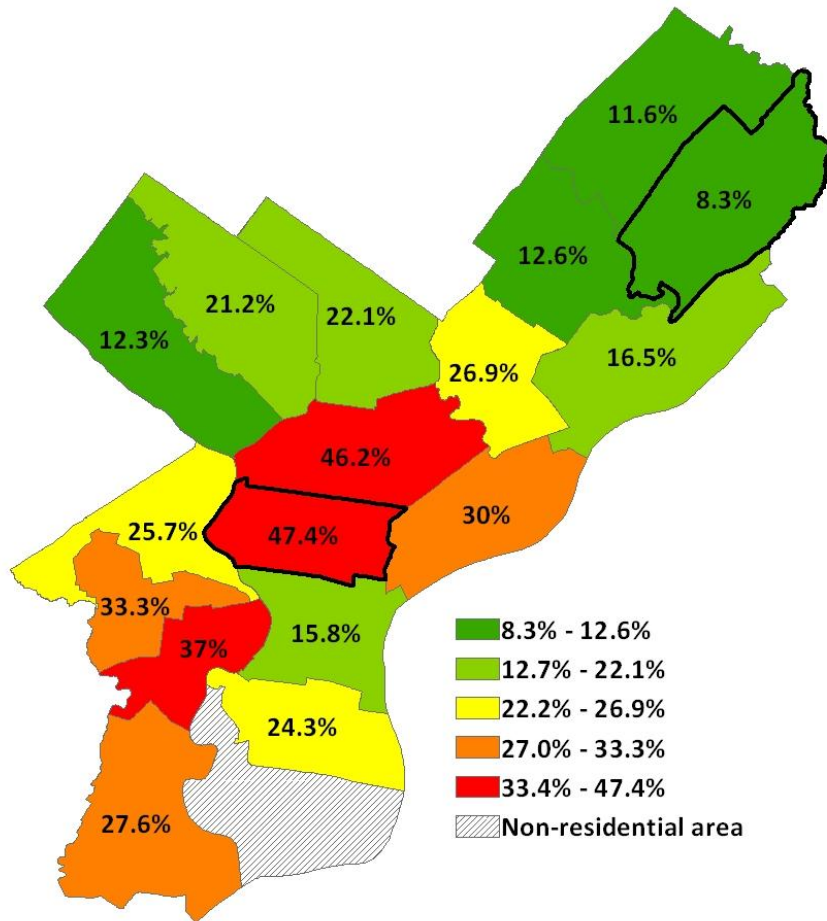 11.6%
8.3%
12.6%
21.2%
22.1%
12.3%
16.5%
26.9%
46.2%
30%
25.7%
47.4%
33.3%
15.8%
37%
24.3%
27.6%
8.3% - 12.6%
12.7% - 22.1%
22.2% - 26.9%
27.0% - 33.3%
33.4% - 47.4%
Non-residential area